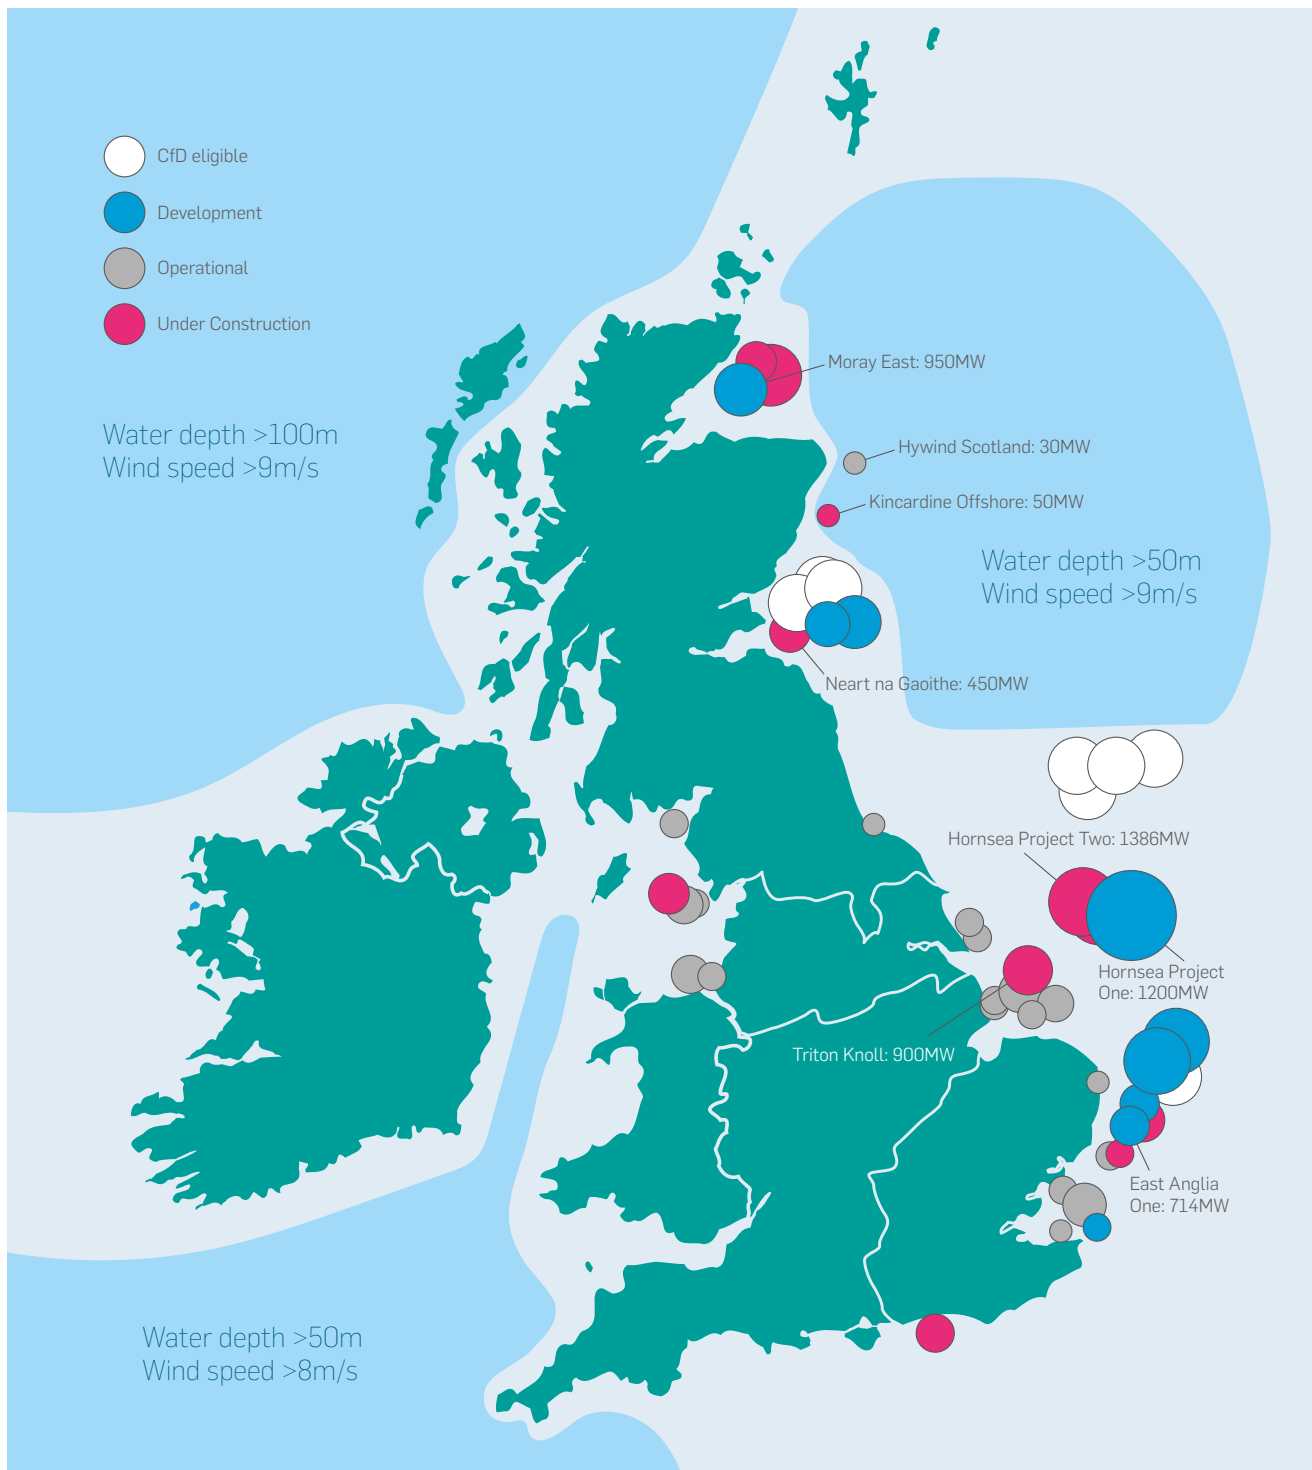 CfD eligible
Development
Operational
Under Construction
Moray East: 950MW
Water depth >100m
Wind speed >9m/s
Hywind Scotland: 30MW
Kincardine Offshore: 50MW
Water depth >50m
Wind speed >9m/s
Neart na Gaoithe: 450MW
Hornsea Project Two: 1386MW
Hornsea Project
One: 1200MW
Triton Knoll: 900MW
East Anglia
One: 714MW
Water depth >50m
Wind speed >8m/s